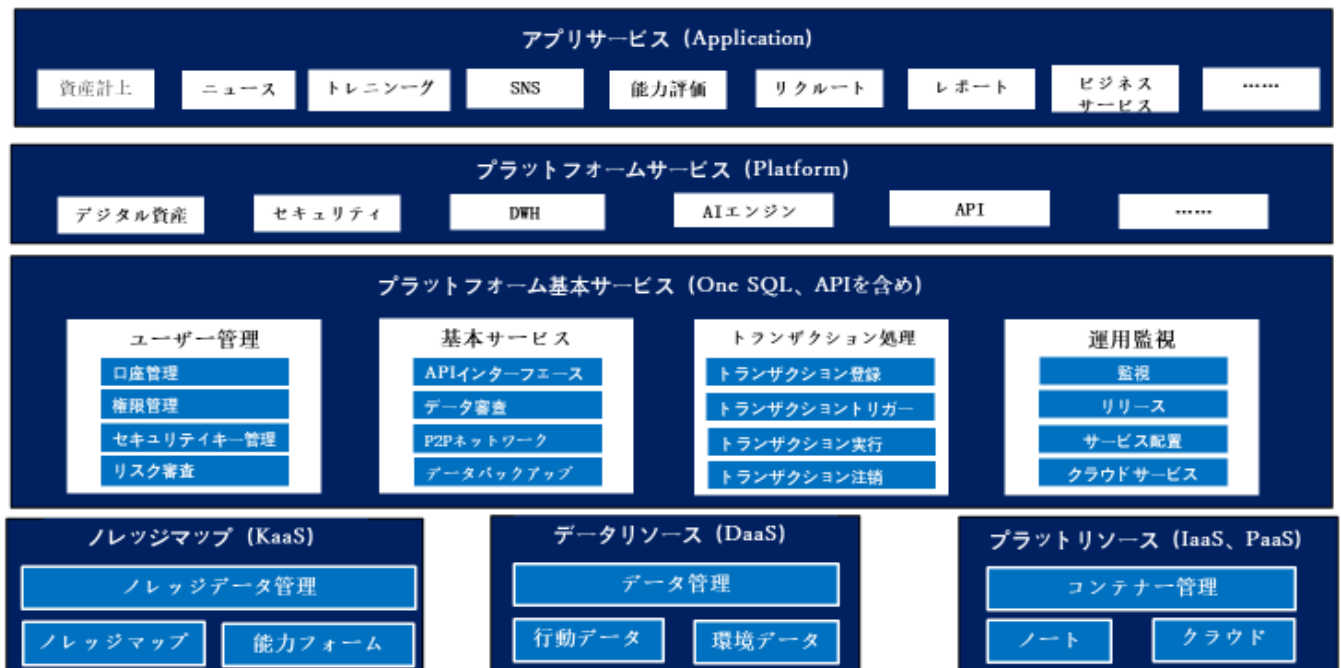 アプリサービス (Application)
資産計上
ニュース
トレニンーグ
SNS
能力評価
リクルート
レポート
ビジネス
サービス
……
プラットフォームサービス (Platform)
デジタル資産
セキュリティ
DWH
AIエンジン
API
……
プラットフォーム基本サービス (One SQL、APIを含め)
ユーザー管理
口座管理
権限管理
セキュリテイキー管理
リスク審査
基本サービス
APIインターフエース
データ審査
P2Pネットワーク
データバックアップ
トランザクション処理
トランザクション登録
トランザクショントリガー
トランザクション実行
トランザクション注销
運用監視
監視
リリース
サービス配置
クラウドサービス
ノレッジマップ (KaaS)
ノレッジデータ管理
ノレッジマップ
能力フォーム
データリソース (DaaS)
データ管理
行動データ
環境データ
プラットリソース (IaaS、PaaS)
コンテナー管理
ノート
クラウド